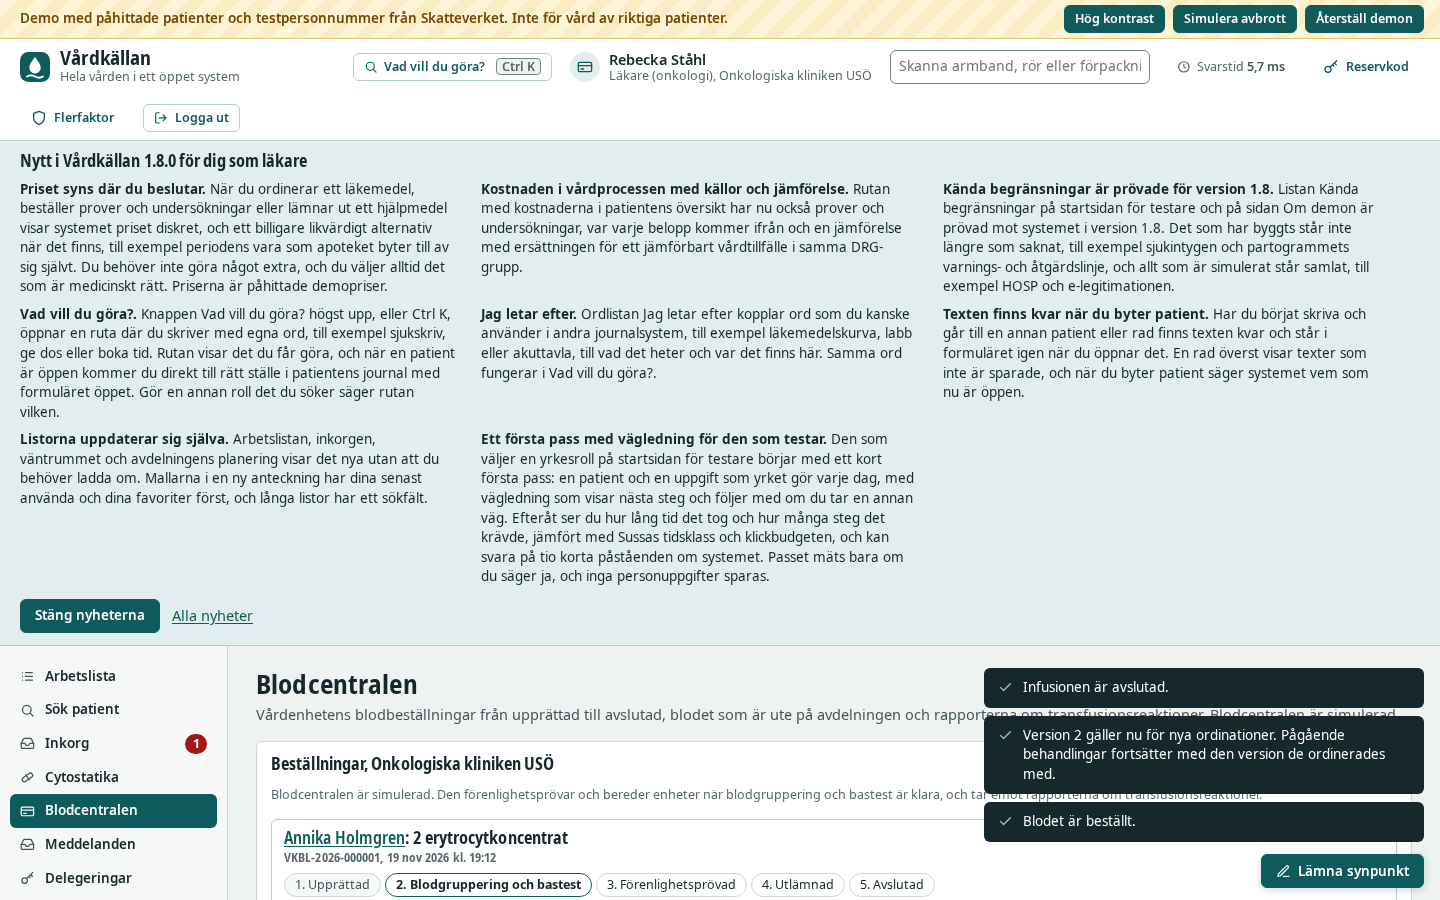 Demo med påhittade patienter och testpersonnummer från Skatteverket. Inte för vård av riktiga patienter.
Hög kontrast
Simulera avbrott
Återställ demon
Vårdkällan
Hela vården i ett öppet system
Vad vill du göra? Ctrl K
Rebecka Ståhl
Läkare (onkologi), Onkologiska kliniken USÖ
Skanna armband, rör eller förpackni
Svarstid 5,7 ms
Reservkod
Flerfaktor
Logga ut
Nytt i Vårdkällan 1.8.0 för dig som läkare
Priset syns där du beslutar. När du ordinerar ett läkemedel,
beställer prover och undersökningar eller lämnar ut ett hjälpmedel
visar systemet priset diskret, och ett billigare likvärdigt alternativ
när det finns, till exempel periodens vara som apoteket byter till av
sig självt. Du behöver inte göra något extra, och du väljer alltid det
som är medicinskt rätt. Priserna är påhittade demopriser.
Kostnaden i vårdprocessen med källor och jämförelse. Rutan
med kostnaderna i patientens översikt har nu också prover och
undersökningar, var varje belopp kommer ifrån och en jämförelse
med ersättningen för ett jämförbart vårdtillfälle i samma DRG-
grupp.
Kända begränsningar är prövade för version 1.8. Listan Kända
begränsningar på startsidan för testare och på sidan Om demon är
prövad mot systemet i version 1.8. Det som har byggts står inte
längre som saknat, till exempel sjukintygen och partogrammets
varnings- och åtgärdslinje, och allt som är simulerat står samlat, till
exempel HOSP och e-legitimationen.
Vad vill du göra?. Knappen Vad vill du göra? högst upp, eller Ctrl K,
öppnar en ruta där du skriver med egna ord, till exempel sjukskriv,
ge dos eller boka tid. Rutan visar det du får göra, och när en patient
är öppen kommer du direkt till rätt ställe i patientens journal med
formuläret öppet. Gör en annan roll det du söker säger rutan
vilken.
Jag letar efter. Ordlistan Jag letar efter kopplar ord som du kanske
använder i andra journalsystem, till exempel läkemedelskurva, labb
eller akuttavla, till vad det heter och var det finns här. Samma ord
fungerar i Vad vill du göra?.
Texten finns kvar när du byter patient. Har du börjat skriva och
går till en annan patient eller rad finns texten kvar och står i
formuläret igen när du öppnar det. En rad överst visar texter som
inte är sparade, och när du byter patient säger systemet vem som
nu är öppen.
Listorna uppdaterar sig själva. Arbetslistan, inkorgen,
väntrummet och avdelningens planering visar det nya utan att du
behöver ladda om. Mallarna i en ny anteckning har dina senast
använda och dina favoriter först, och långa listor har ett sökfält.
Ett första pass med vägledning för den som testar. Den som
väljer en yrkesroll på startsidan för testare börjar med ett kort
första pass: en patient och en uppgift som yrket gör varje dag, med
vägledning som visar nästa steg och följer med om du tar en annan
väg. Efteråt ser du hur lång tid det tog och hur många steg det
krävde, jämfört med Sussas tidsklass och klickbudgeten, och kan
svara på tio korta påståenden om systemet. Passet mäts bara om
du säger ja, och inga personuppgifter sparas.
Stäng nyheterna
Alla nyheter
Arbetslista
Sök patient
Inkorg 1
Cytostatika
Blodcentralen
Meddelanden
Delegeringar
Blodcentralen
Vårdenhetens blodbeställningar från upprättad till avslutad, blodet som är ute på avdelningen och rapporterna om transfusionsreaktioner. Blodcentralen är simulerad.
Beställningar, Onkologiska kliniken USÖ
Blodcentralen är simulerad. Den förenlighetsprövar och bereder enheter när blodgruppering och bastest är klara, och tar emot rapporterna om transfusionsreaktioner.
Annika Holmgren: 2 erytrocytkoncentrat
VKBL-2026-000001, 19 nov 2026 kl. 19:12
1. Upprättad
2. Blodgruppering och bastest
3. Förenlighetsprövad
4. Utlämnad
5. Avslutad
Infusionen är avslutad.
Version 2 gäller nu för nya ordinationer. Pågående
behandlingar fortsätter med den version de ordinerades
med.
Blodet är beställt.
Lämna synpunkt